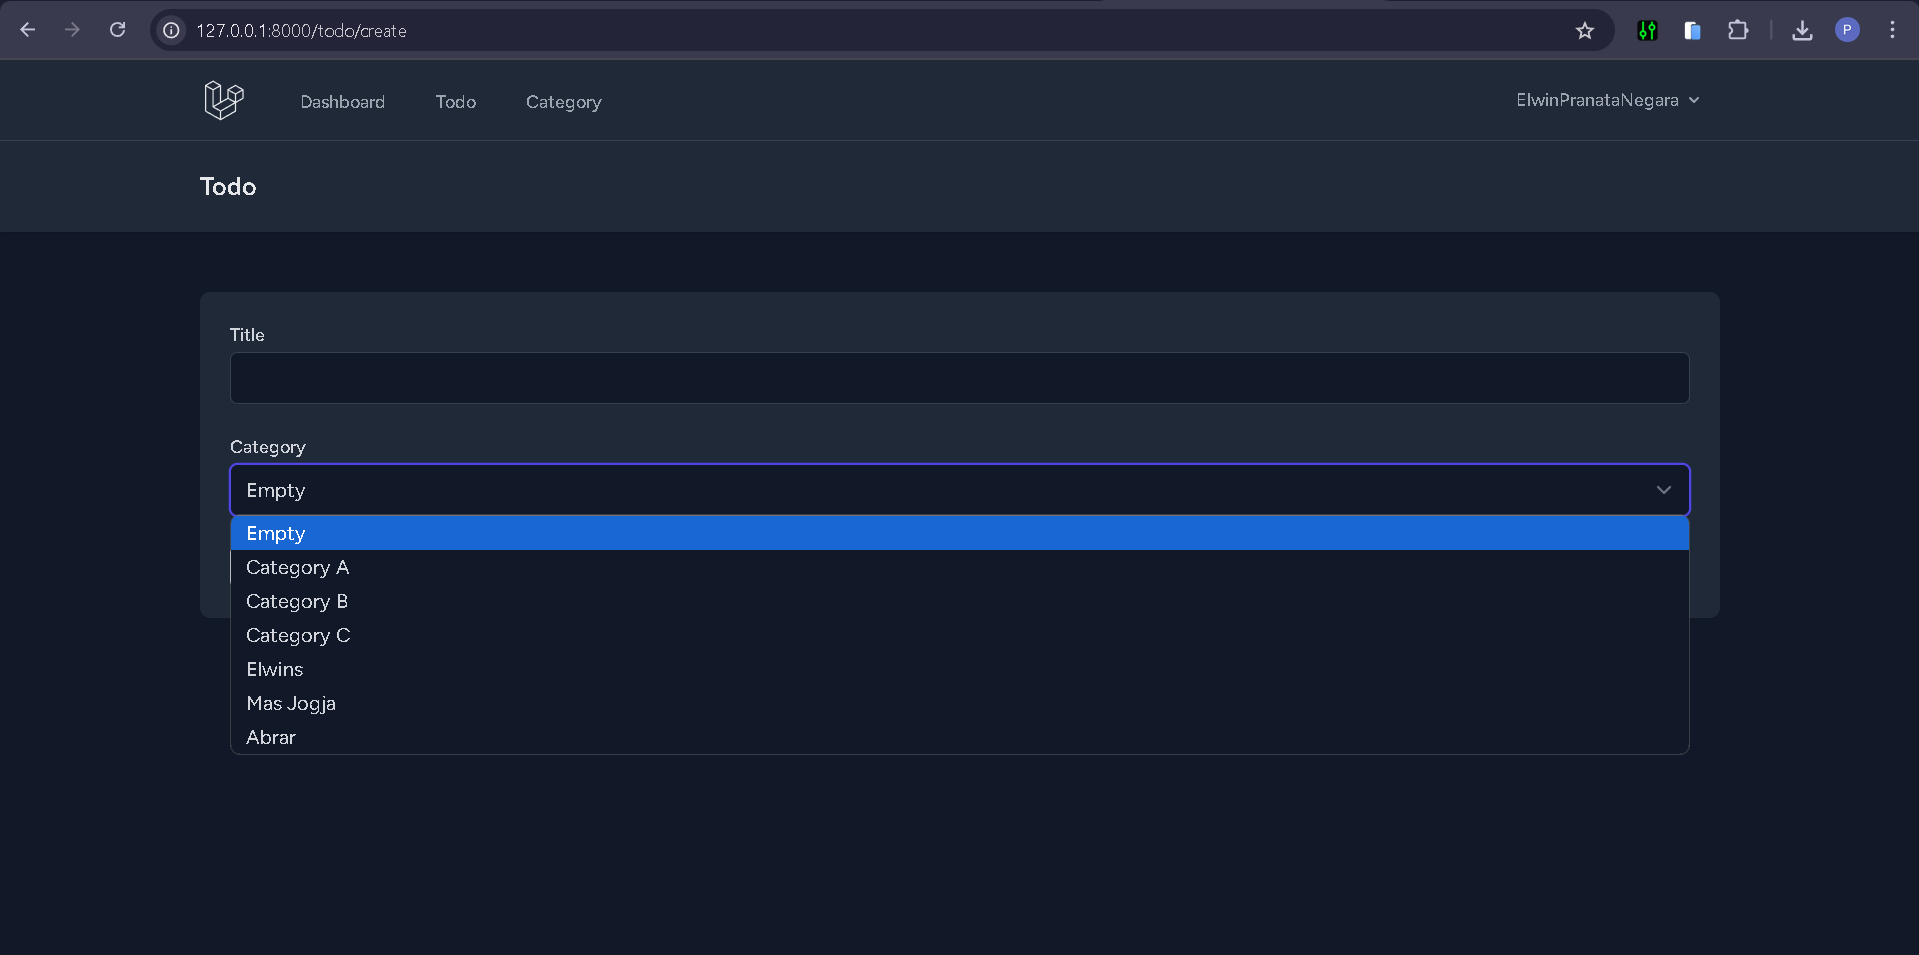 127.0.0.1:8000/todo/create
P
Dashboard Todo Category ElwinPranataNegara
Todo
Title
Category
Empty
Empty
Category A
Category B
Category C
Elwins
Mas Jogja
Abrar